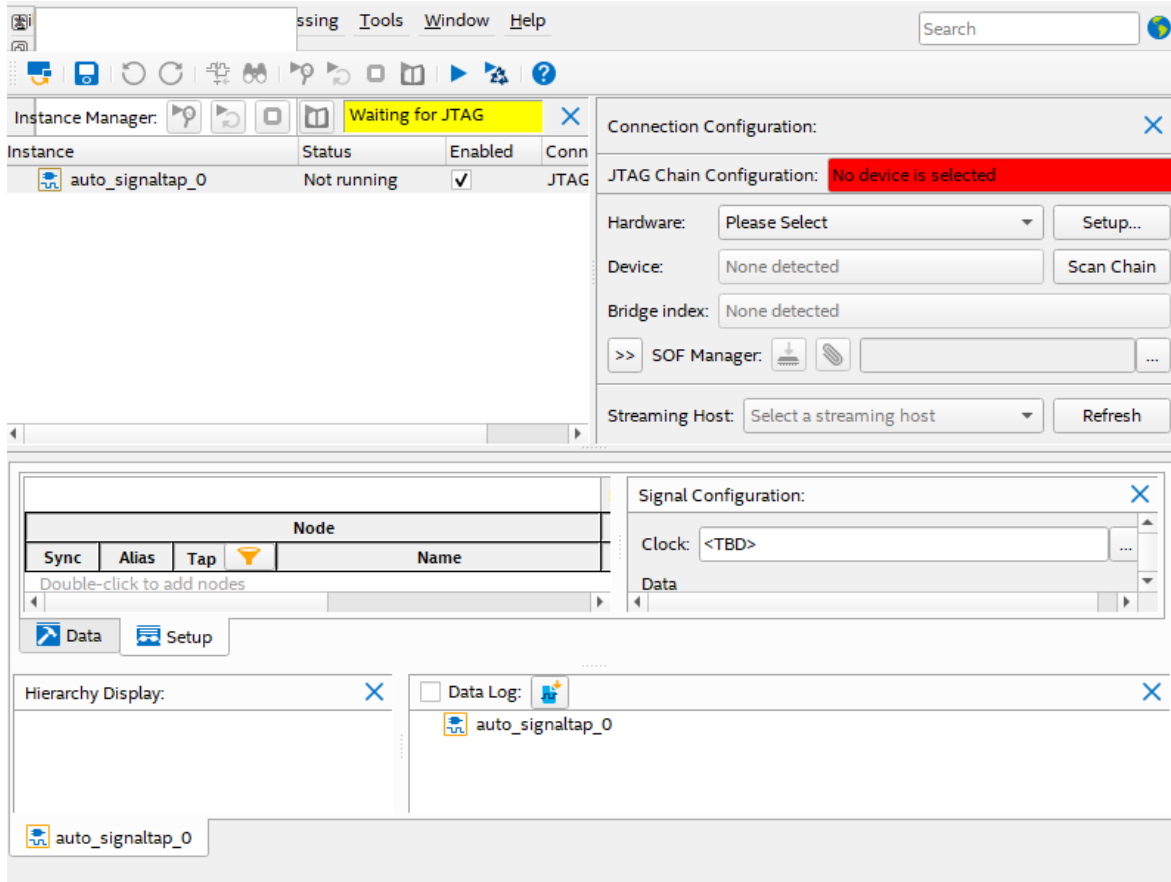 ssing Tools Window Help
Search
Instance Manager: Waiting for JTAG
Instance Status Enabled Conn
auto_signaltap_0 Not running JTAG
Connection Configuration:
JTAG Chain Configuration: No device is selected
Hardware: Please Select Setup...
Device: None detected Scan Chain
Bridge index: None detected
>> SOF Manager: ...
Streaming Host: Select a streaming host Refresh
Node
Sync Alias Tap Name
Double-click to add nodes
Data Setup
Signal Configuration:
Clock: <TBD> ...
Data
Hierarchy Display:
Data Log:
auto_signaltap_0
auto_signaltap_0